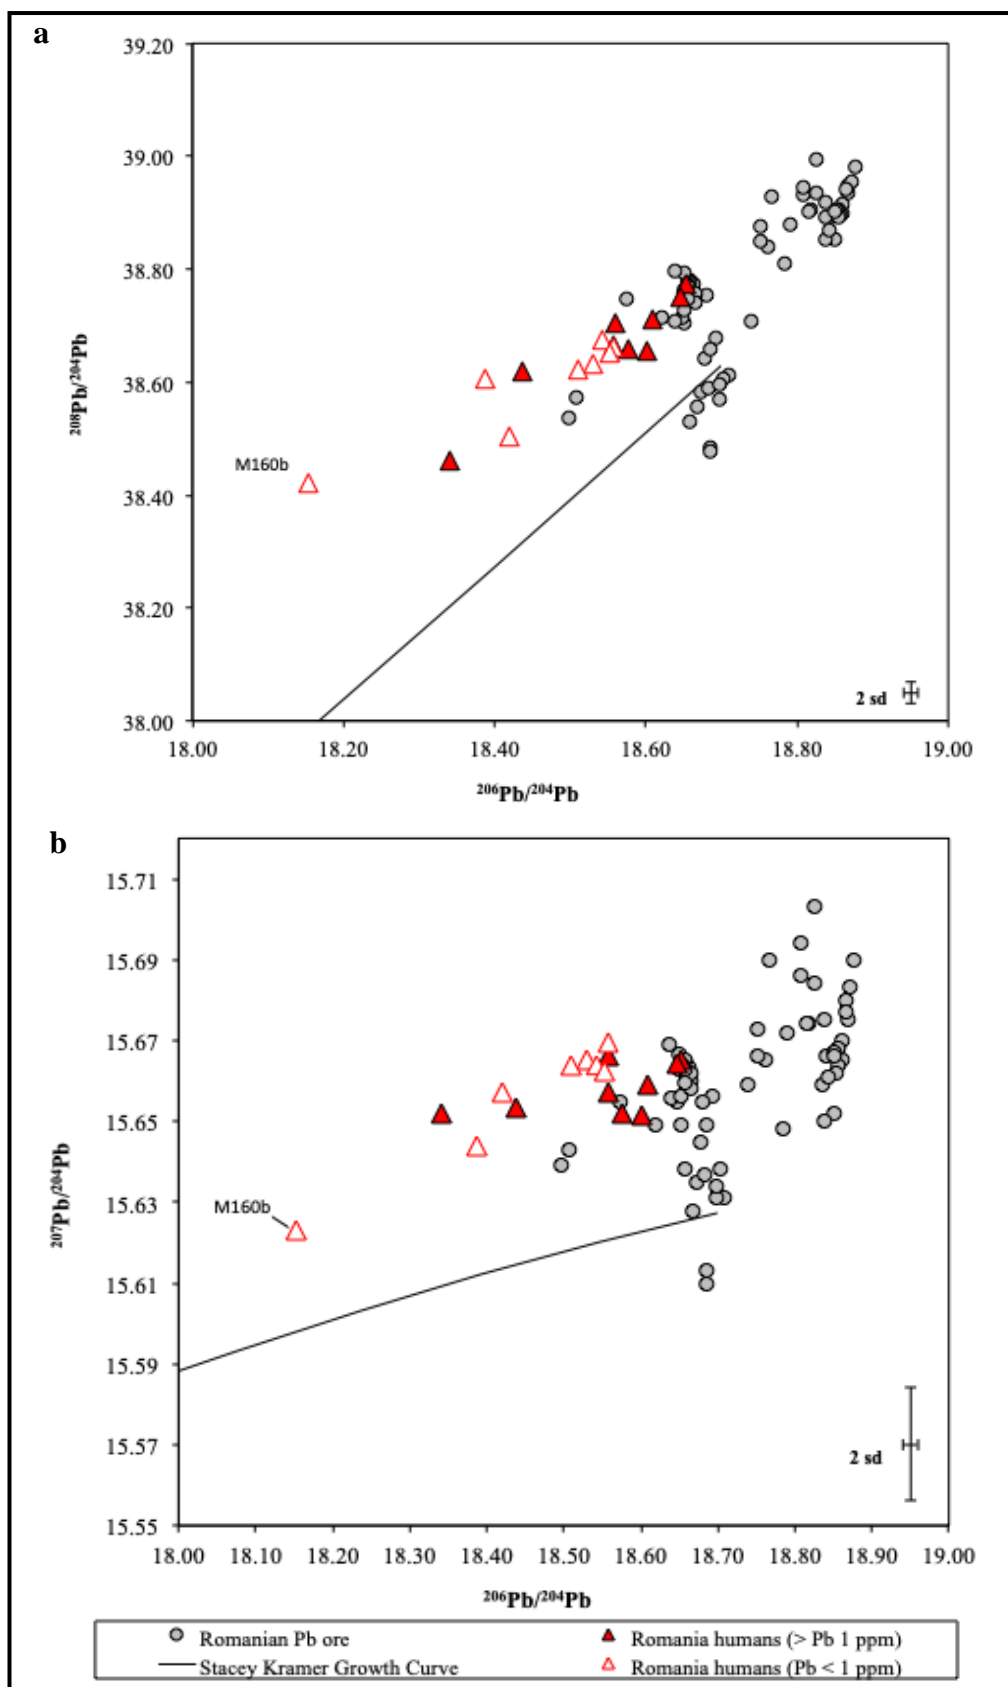 a
39.20
39.00
38.80
38.60
38.40
38.20
38.00
²⁰⁸Pb/²⁰⁴Pb
M160b
2 sd
18.00 18.20 18.40 18.60 18.80 19.00
²⁰⁶Pb/²⁰⁴Pb
b
15.71
15.69
15.67
15.65
15.63
15.61
15.59
15.57
15.55
²⁰⁷Pb/²⁰⁴Pb
M160b
2 sd
18.00 18.10 18.20 18.30 18.40 18.50 18.60 18.70 18.80 18.90 19.00
²⁰⁶Pb/²⁰⁴Pb
Romanian Pb ore
Romania humans (> Pb 1 ppm)
Stacey Kramer Growth Curve
Romania humans (Pb < 1 ppm)